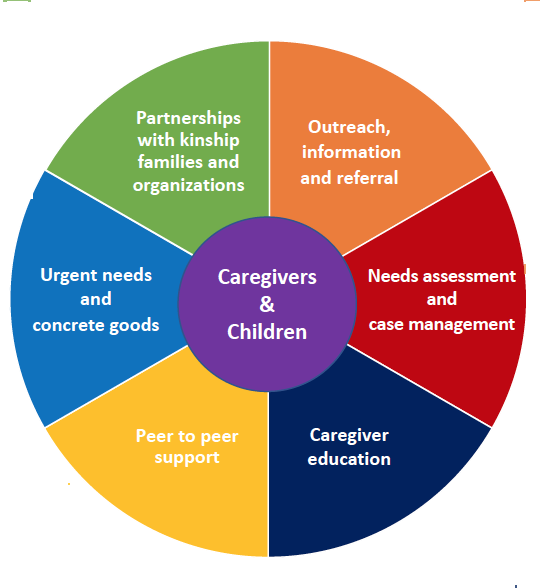 Partnerships
with kinship
families and
organizations
Outreach,
information
and referral
Urgent needs
and
concrete goods
Caregivers
&
Children
Needs assessment
and
case management
Peer to peer
support
Caregiver
education